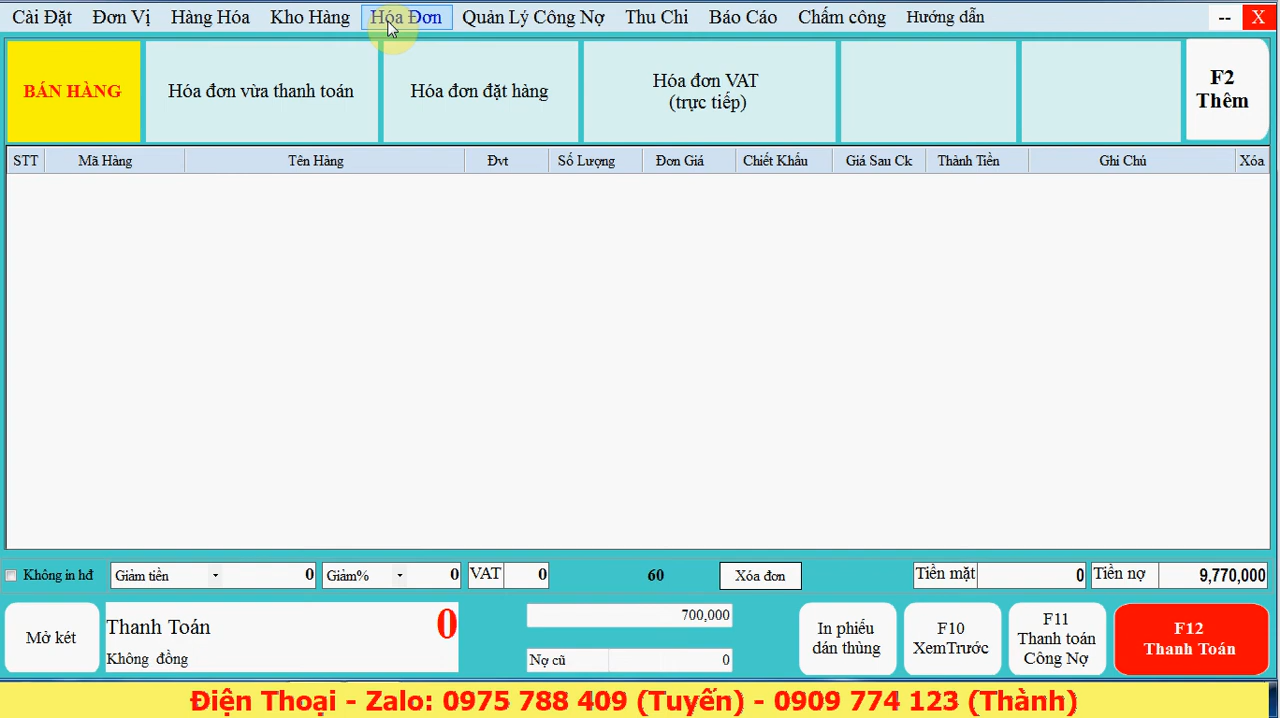 Cài Đặt Đơn Vị Hàng Hóa Kho Hàng Hóa Đơn Quản Lý Công Nợ Thu Chi Báo Cáo Chấm công Hướng dẫn -- X
BÁN HÀNG
Hóa đơn vừa thanh toán
Hóa đơn đặt hàng
Hóa đơn VAT
(trực tiếp)
F2
Thêm
STT Mã Hàng Tên Hàng Đvt Số Lượng Đơn Giá Chiết Khấu Giá Sau Ck Thành Tiền Ghi Chú Xóa
Không in hđ Giảm tiền 0 Giảm% 0 VAT 0 60 Xóa đơn Tiền mặt 0 Tiền nợ 9,770,000
Mở két
Thanh Toán 0
Không đồng
700,000
Nợ cũ 0
In phiếu
dán thùng
F10
XemTrước
F11
Thanh toán
Công Nợ
F12
Thanh Toán
Điện Thoại - Zalo: 0975 788 409 (Tuyến) - 0909 774 123 (Thành)